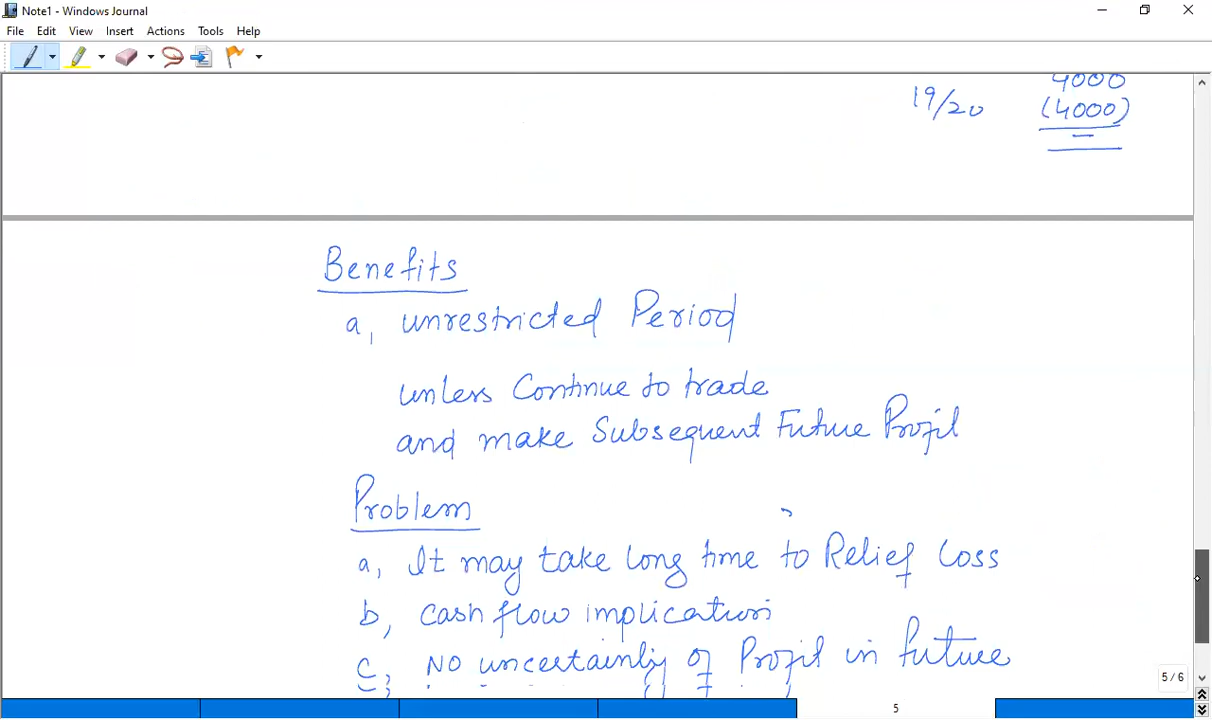 Note1 - Windows Journal
File Edit View Insert Actions Tools Help
4000
19/20 (4000)
Benefits
a, unrestricted Period
unless Continue to trade
and make Subsequent Future Profit
Problem
a, It may take long time to Relief Loss
b, cash flow implication
c, NO uncertainty of Profit in future
5 / 6
5